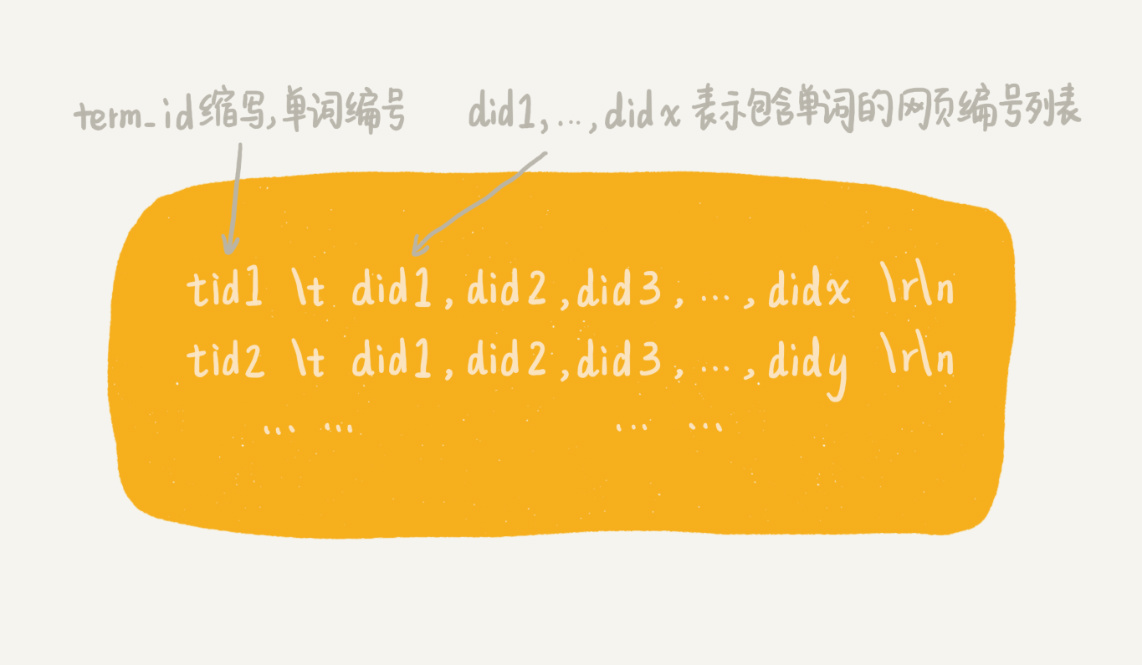 term_id缩写,单词编号 did1,...,didx 表示包含单词的网页编号列表
tid1 \t did1,did2,did3,...,didx \r\n
tid2 \t did1,did2,did3,...,didy \r\n
... ... ... ...